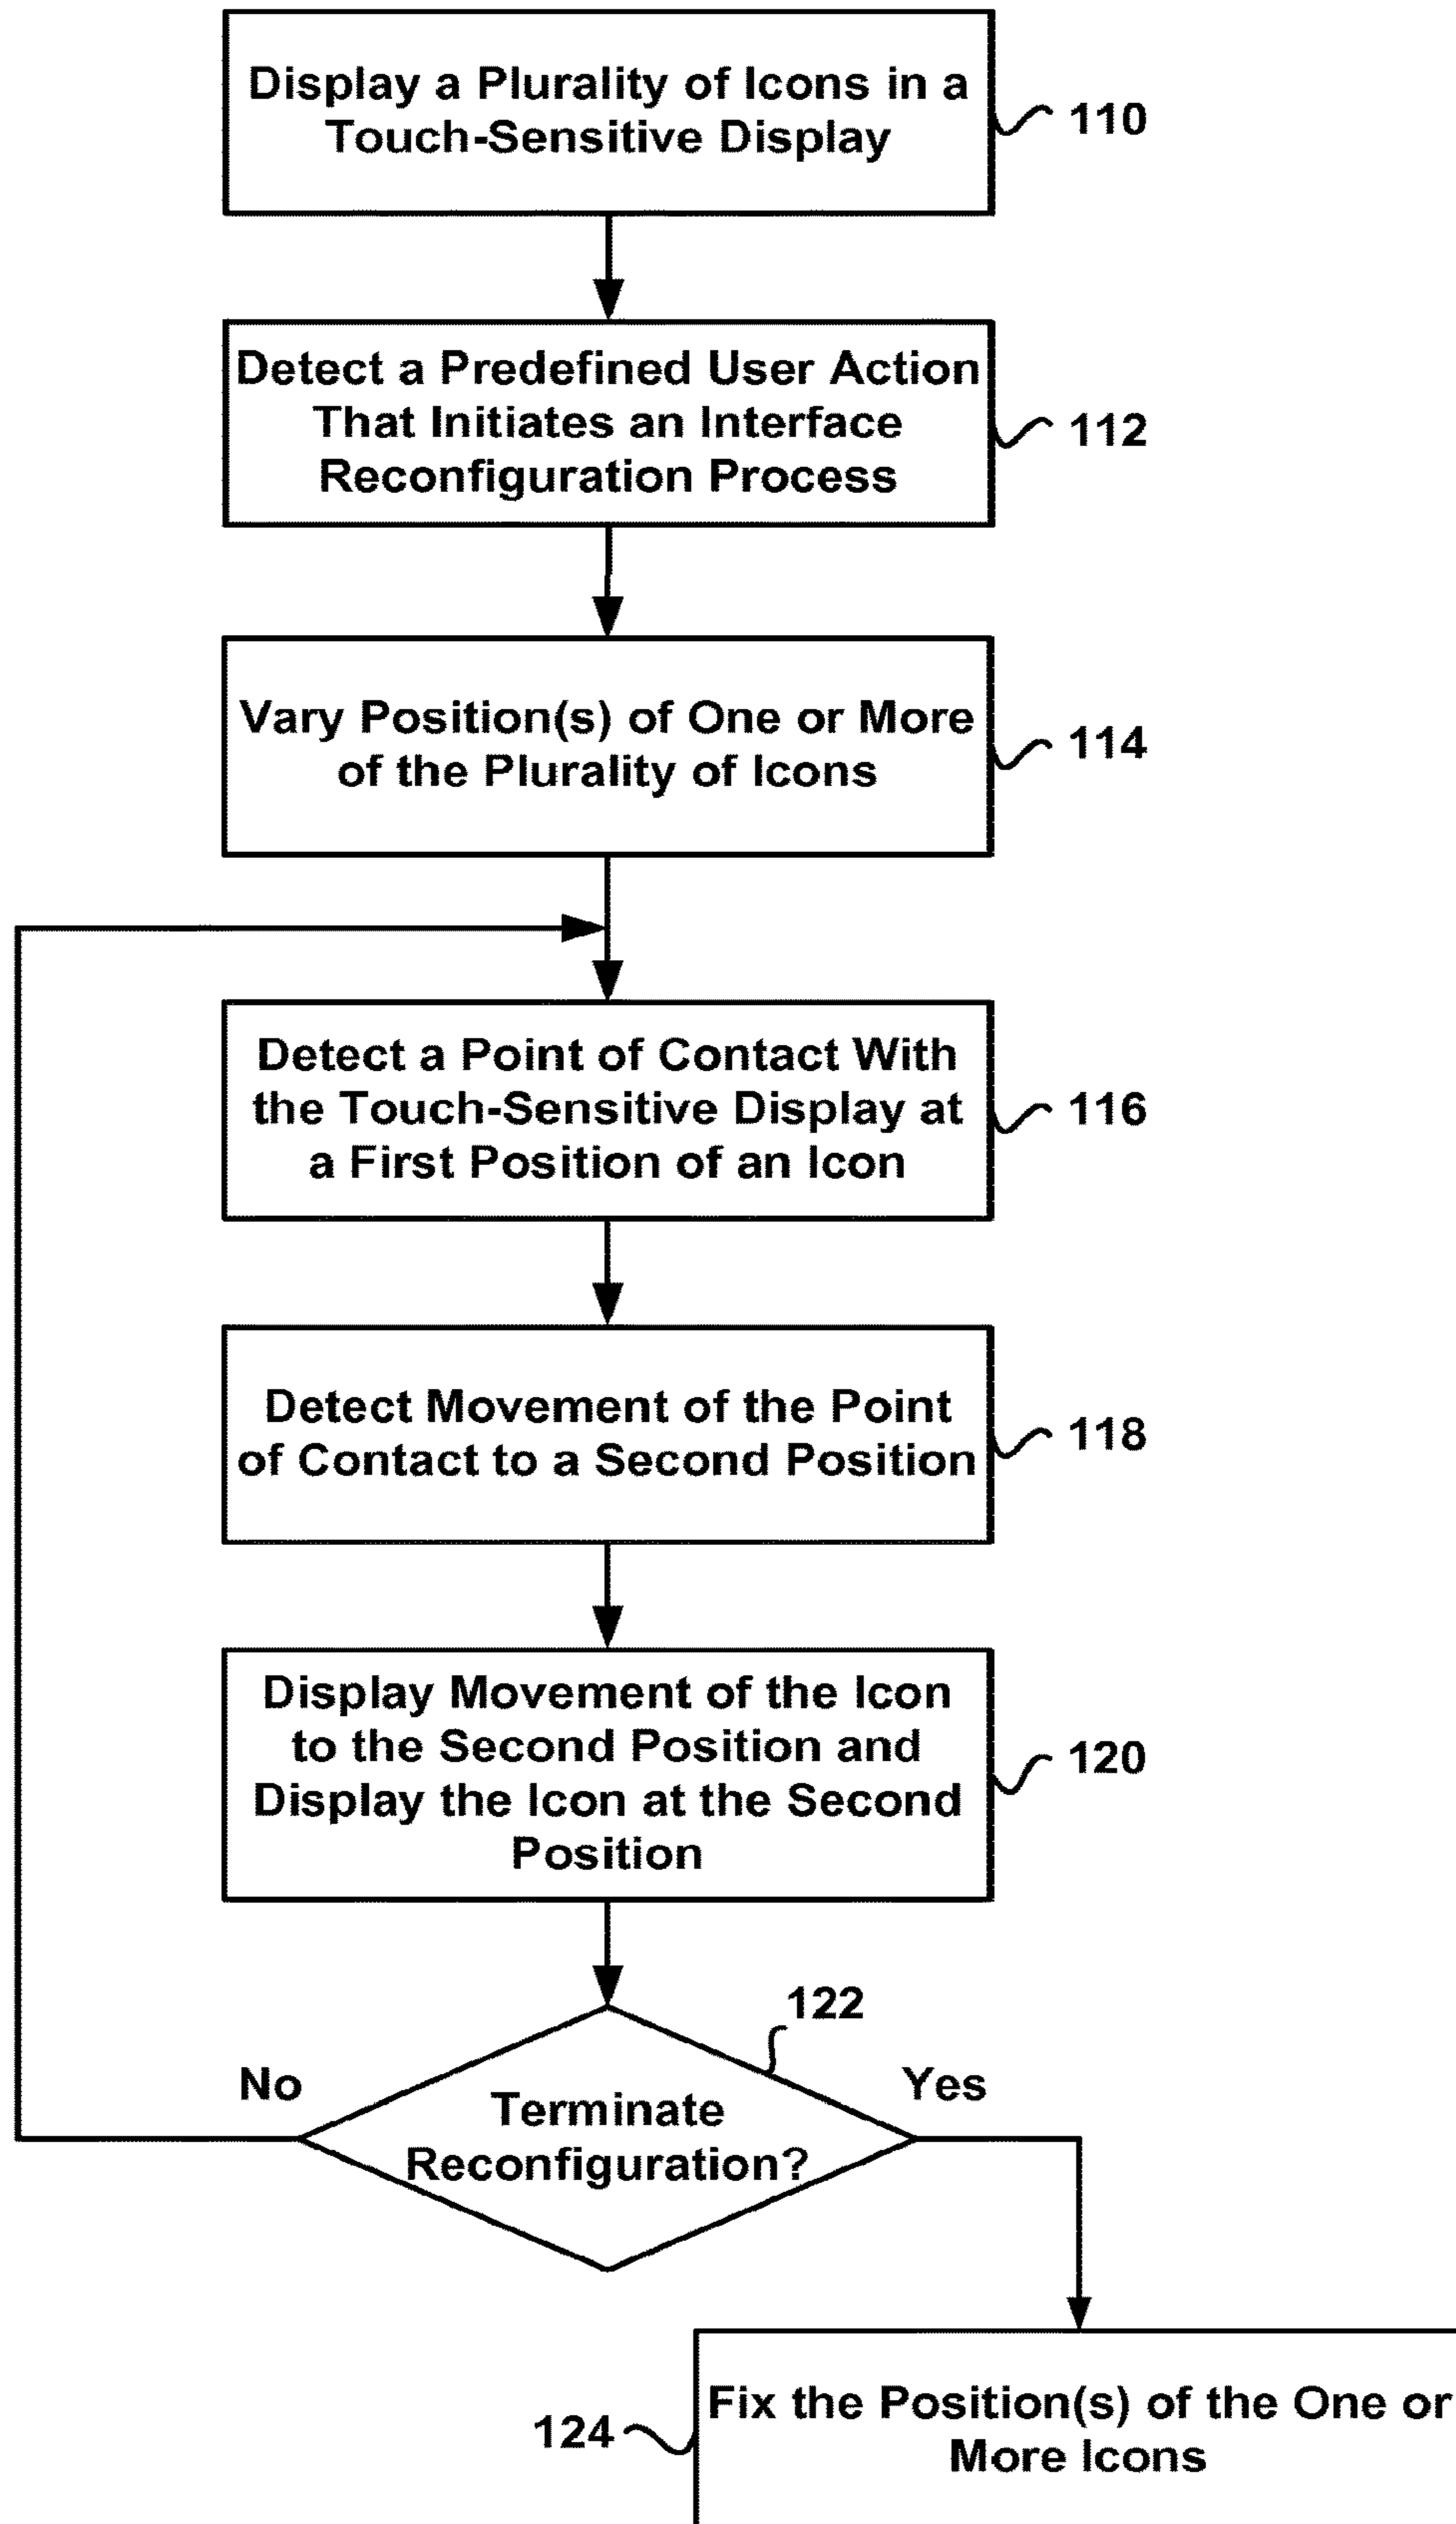 Display a Plurality of Icons in a
Touch-Sensitive Display
110
Detect a Predefined User Action
That Initiates an Interface
Reconfiguration Process
112
Vary Position(s) of One or More
of the Plurality of Icons
114
Detect a Point of Contact With
the Touch-Sensitive Display at
a First Position of an Icon
116
Detect Movement of the Point
of Contact to a Second Position
118
Display Movement of the Icon
to the Second Position and
Display the Icon at the Second
Position
120
122
No
Yes
Terminate
Reconfiguration?
Fix the Position(s) of the One or
More Icons
124